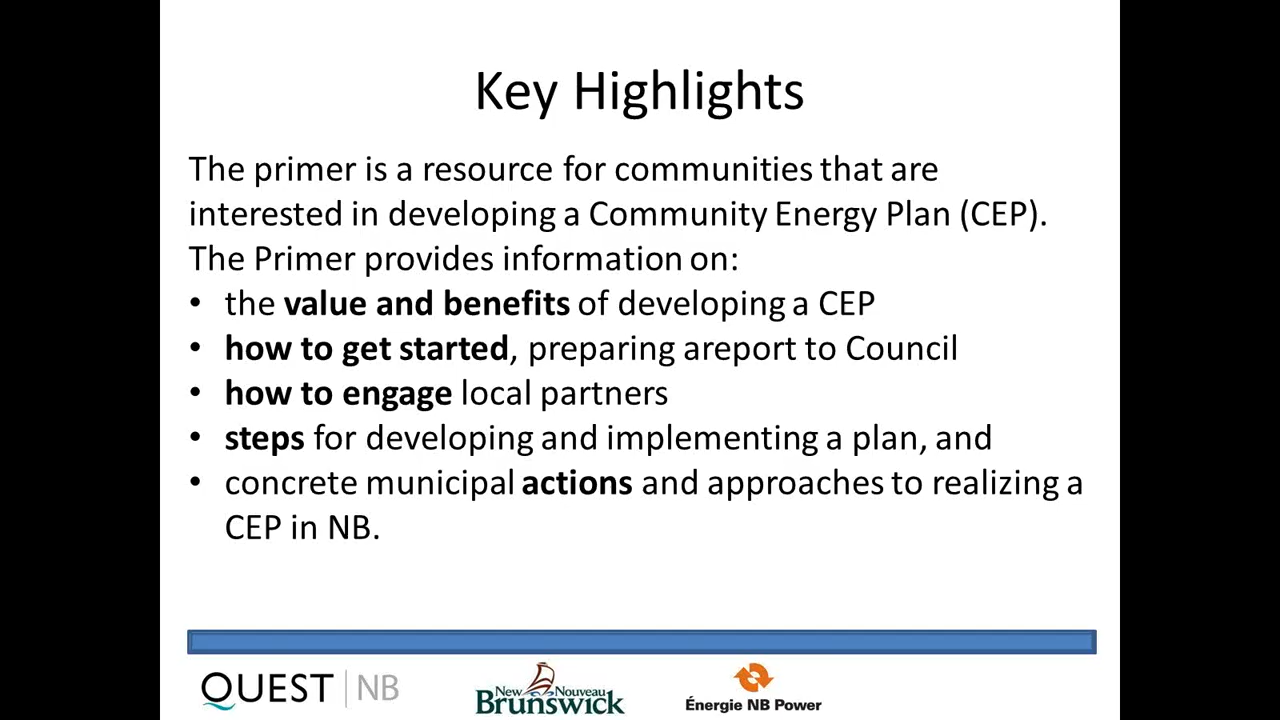 Key Highlights
The primer is a resource for communities that are
interested in developing a Community Energy Plan (CEP).
The Primer provides information on:
• the value and benefits of developing a CEP
• how to get started, preparing areport to Council
• how to engage local partners
• steps for developing and implementing a plan, and
• concrete municipal actions and approaches to realizing a
CEP in NB.
QUEST | NB
New Nouveau
Brunswick
Énergie NB Power